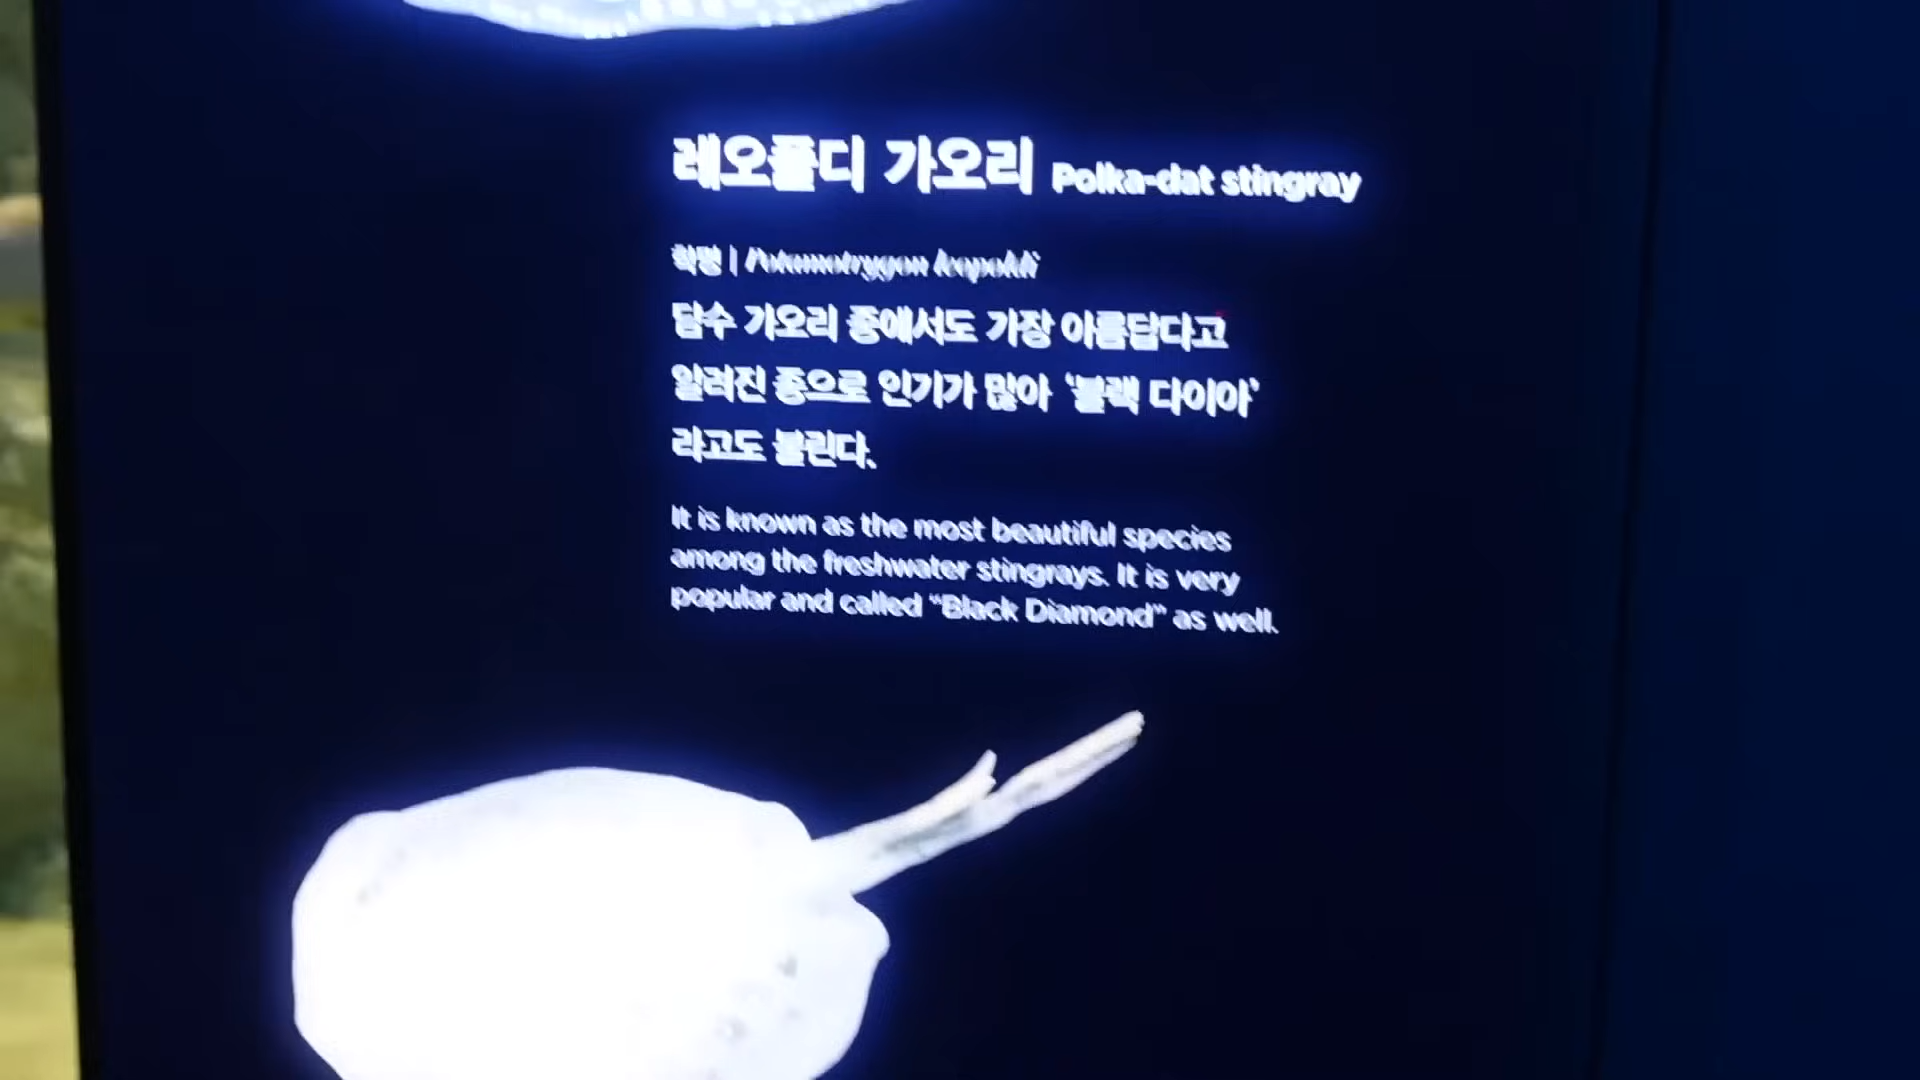 레오폴디 가오리 Polka-dat stingray
학명 | Potamotrygon leopoldi
담수 가오리 중에서도 가장 아름답다고
알려진 종으로 인기가 많아 ‘블랙 다이아’
라고도 불린다.
It is known as the most beautiful species
among the freshwater stingrays. It is very
popular and called “Black Diamond” as well.